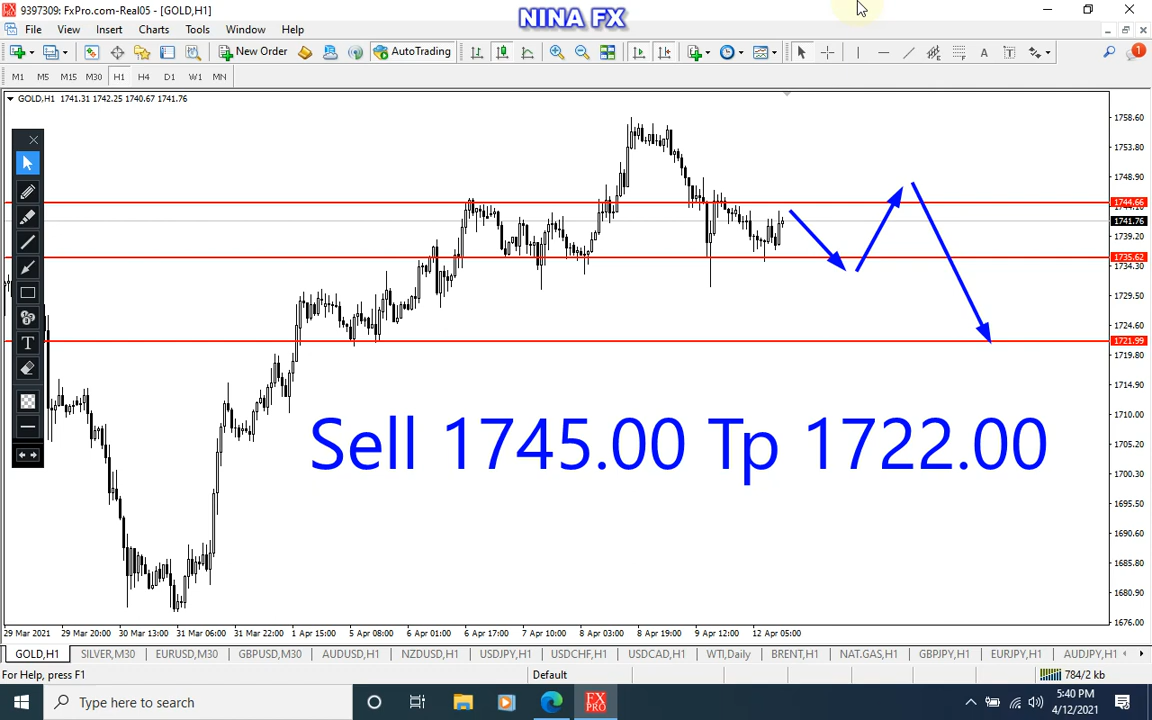 9397309: FxPro.com-Real05 - [GOLD,H1]
NINA FX
File View Insert Charts Tools Window Help
New Order AutoTrading
1
M1 M5 M15 M30 H1 H4 D1 W1 MN
GOLD,H1 1741.31 1742.25 1740.67 1741.76
1758.60
1753.80
1748.90
1744.66
1741.76
1739.20
1735.62
1734.30
1729.50
1724.60
1721.99
1719.80
1714.90
1710.00
1705.20
1700.30
1695.50
1690.60
1685.80
1680.90
1676.00
Sell 1745.00 Tp 1722.00
29 Mar 2021 29 Mar 20:00 30 Mar 13:00 31 Mar 06:00 31 Mar 22:00 1 Apr 15:00 5 Apr 08:00 6 Apr 01:00 6 Apr 17:00 7 Apr 10:00 8 Apr 03:00 8 Apr 19:00 9 Apr 12:00 12 Apr 05:00
GOLD,H1 SILVER,M30 EURUSD,M30 GBPUSD,M30 AUDUSD,H1 NZDUSD,H1 USDJPY,H1 USDCHF,H1 USDCAD,H1 WTI,Daily BRENT,H1 NAT.GAS,H1 GBPJPY,H1 EURJPY,H1 AUDJPY,H1
For Help, press F1 Default 784/2 kb
Type here to search
FX PRO
5:40 PM
4/12/2021